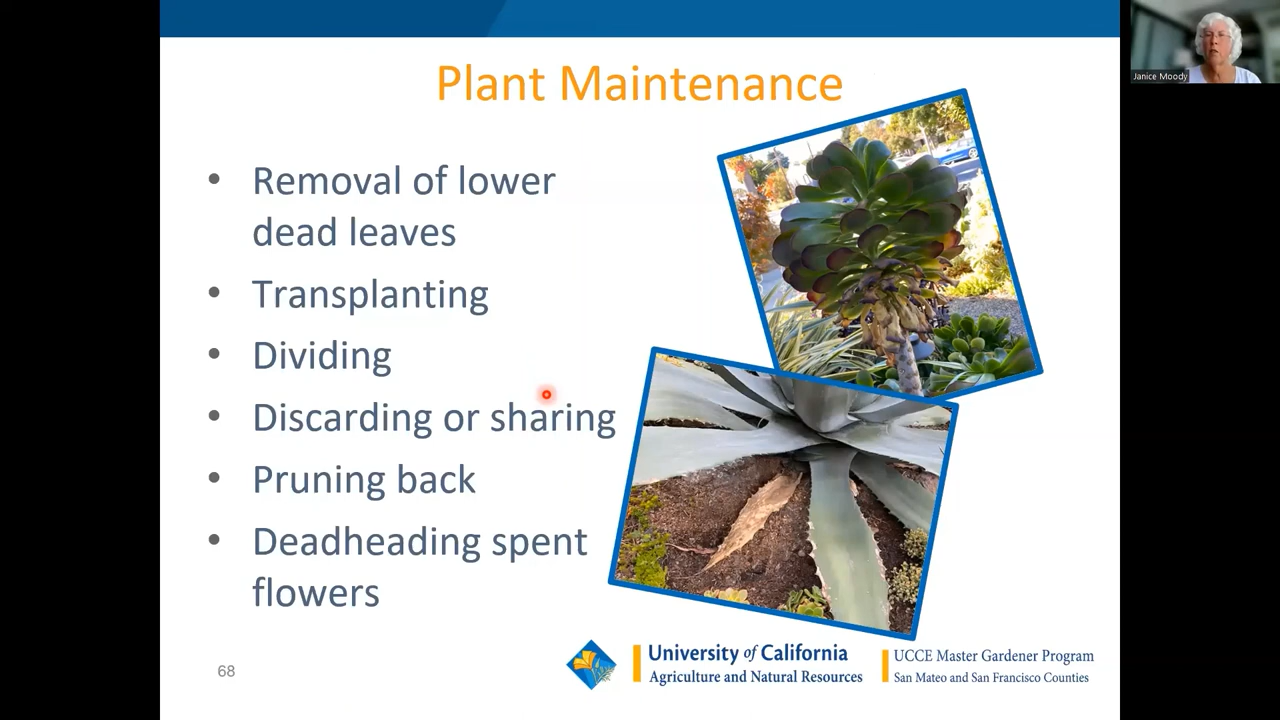 Plant Maintenance
Janice Moody
• Removal of lower
dead leaves
• Transplanting
• Dividing
• Discarding or sharing
• Pruning back
• Deadheading spent
flowers
68
University of California
Agriculture and Natural Resources
UCCE Master Gardener Program
San Mateo and San Francisco Counties